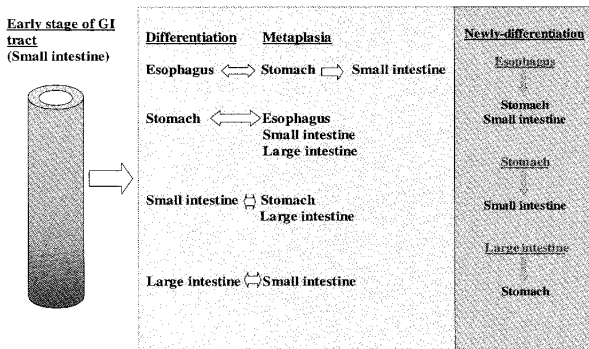 Early stage of GI
tract
(Small intestine)
Differentiation Metaplasia
Esophagus Stomach Small intestine
Stomach Esophagus
Small intestine
Large intestine
Small intestine Stomach
Large intestine
Large intestine Small intestine
Newly-differentiation
Esophagus
Stomach
Small intestine
Stomach
Small intestine
Large intestine
Stomach